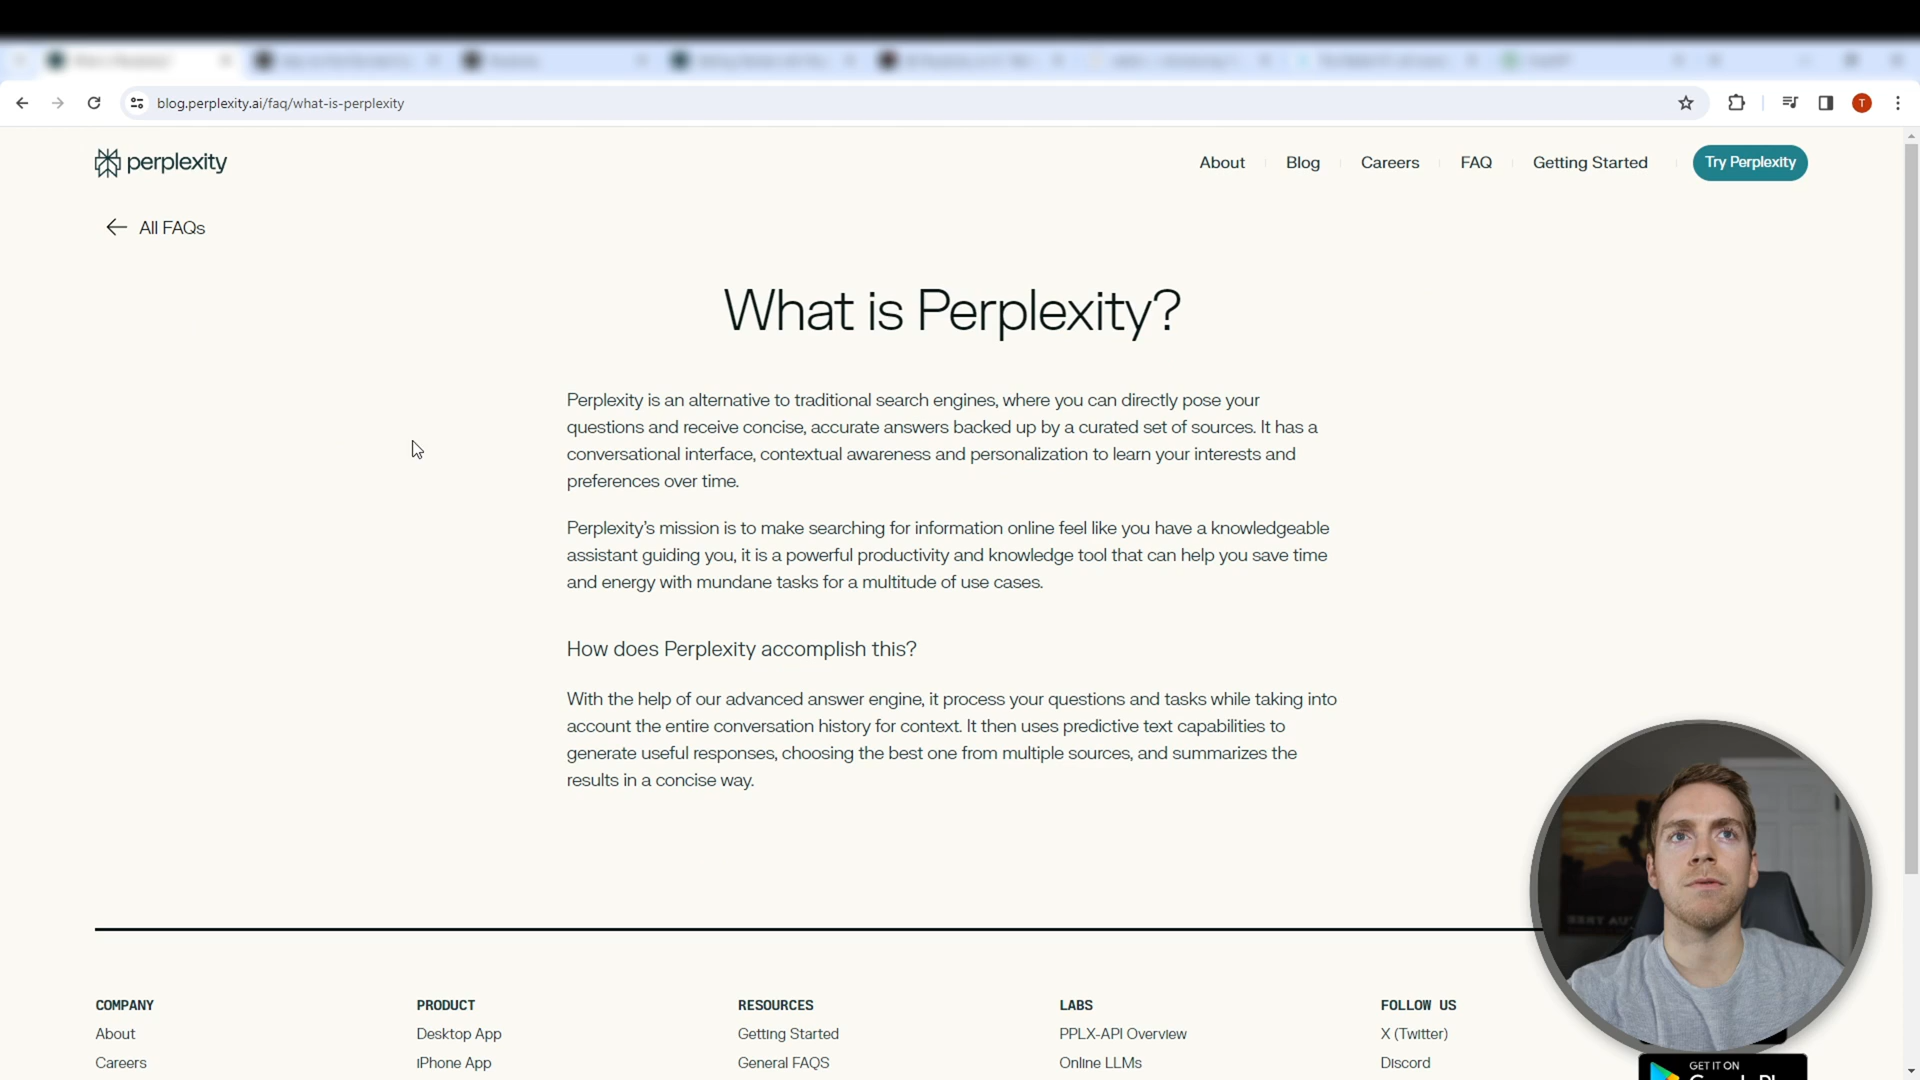 blog.perplexity.ai/faq/what-is-perplexity
T
perplexity
About
Blog
Careers
FAQ
Getting Started
Try Perplexity
All FAQs
What is Perplexity?
Perplexity is an alternative to traditional search engines, where you can directly pose your
questions and receive concise, accurate answers backed up by a curated set of sources. It has a
conversational interface, contextual awareness and personalization to learn your interests and
preferences over time.
Perplexity's mission is to make searching for information online feel like you have a knowledgeable
assistant guiding you, it is a powerful productivity and knowledge tool that can help you save time
and energy with mundane tasks for a multitude of use cases.
How does Perplexity accomplish this?
With the help of our advanced answer engine, it process your questions and tasks while taking into
account the entire conversation history for context. It then uses predictive text capabilities to
generate useful responses, choosing the best one from multiple sources, and summarizes the
results in a concise way.
COMPANY
About
Careers
PRODUCT
Desktop App
iPhone App
RESOURCES
Getting Started
General FAQS
LABS
PPLX-API Overview
Online LLMs
FOLLOW US
X (Twitter)
Discord
GET IT ON